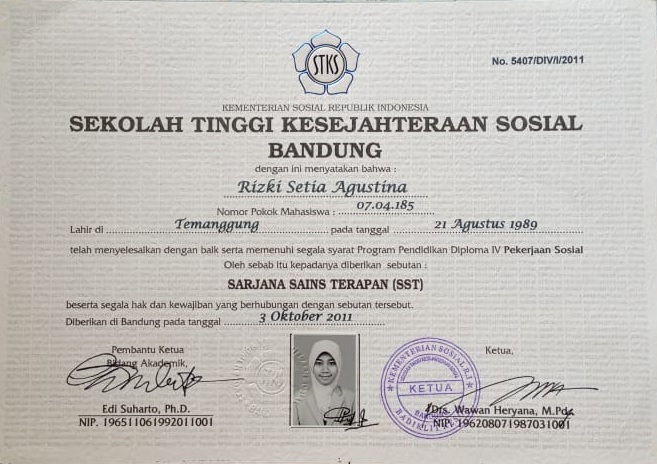 STKS
No. 5407/DIV/I/2011
KEMENTERIAN SOSIAL REPUBLIK INDONESIA
SEKOLAH TINGGI KESEJAHTERAAN SOSIAL
BANDUNG
dengan ini menyatakan bahwa :
Rizki Setia Agustina
Nomor Pokok Mahasiswa : 07.04.185
Lahir di Temanggung pada tanggal 21 Agustus 1989
telah menyelesaikan dengan baik serta memenuhi segala syarat Program Pendidikan Diploma IV Pekerjaan Sosial
Oleh sebab itu kepadanya diberikan sebutan :
SARJANA SAINS TERAPAN (SST)
beserta segala hak dan kewajiban yang berhubungan dengan sebutan tersebut.
Diberikan di Bandung pada tanggal 3 Oktober 2011
Pembantu Ketua
Bidang Akademik,
Edi Suharto, Ph.D.
NIP. 196511061992011001
KEMENTERIAN SOSIAL R.I
KETUA
BANDUNG
Ketua,
Drs. Wawan Heryana, M.Pd.
NIP. 196208071987031001